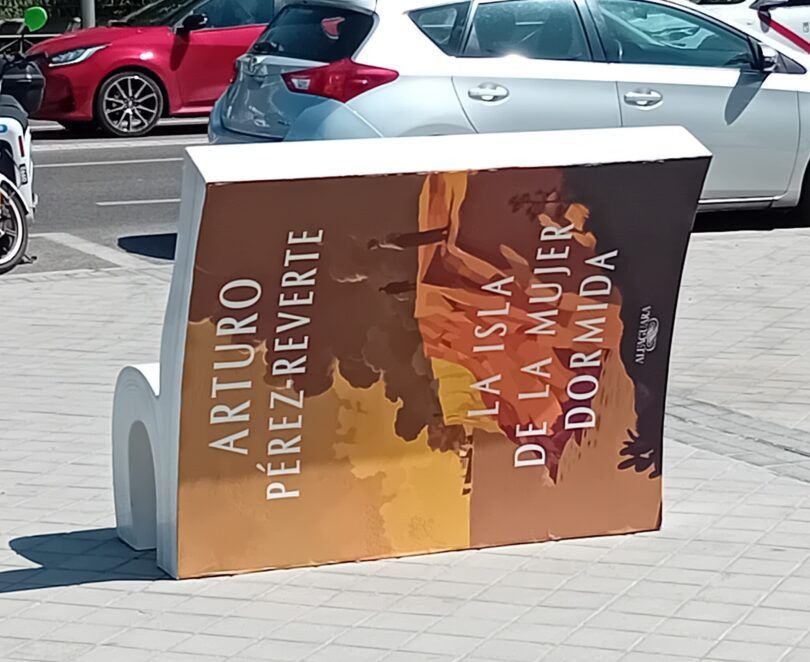 ARTURO
PÉREZ-REVERTE
LA ISLA
DE LA MUJER
DORMIDA
ALFAGUARA